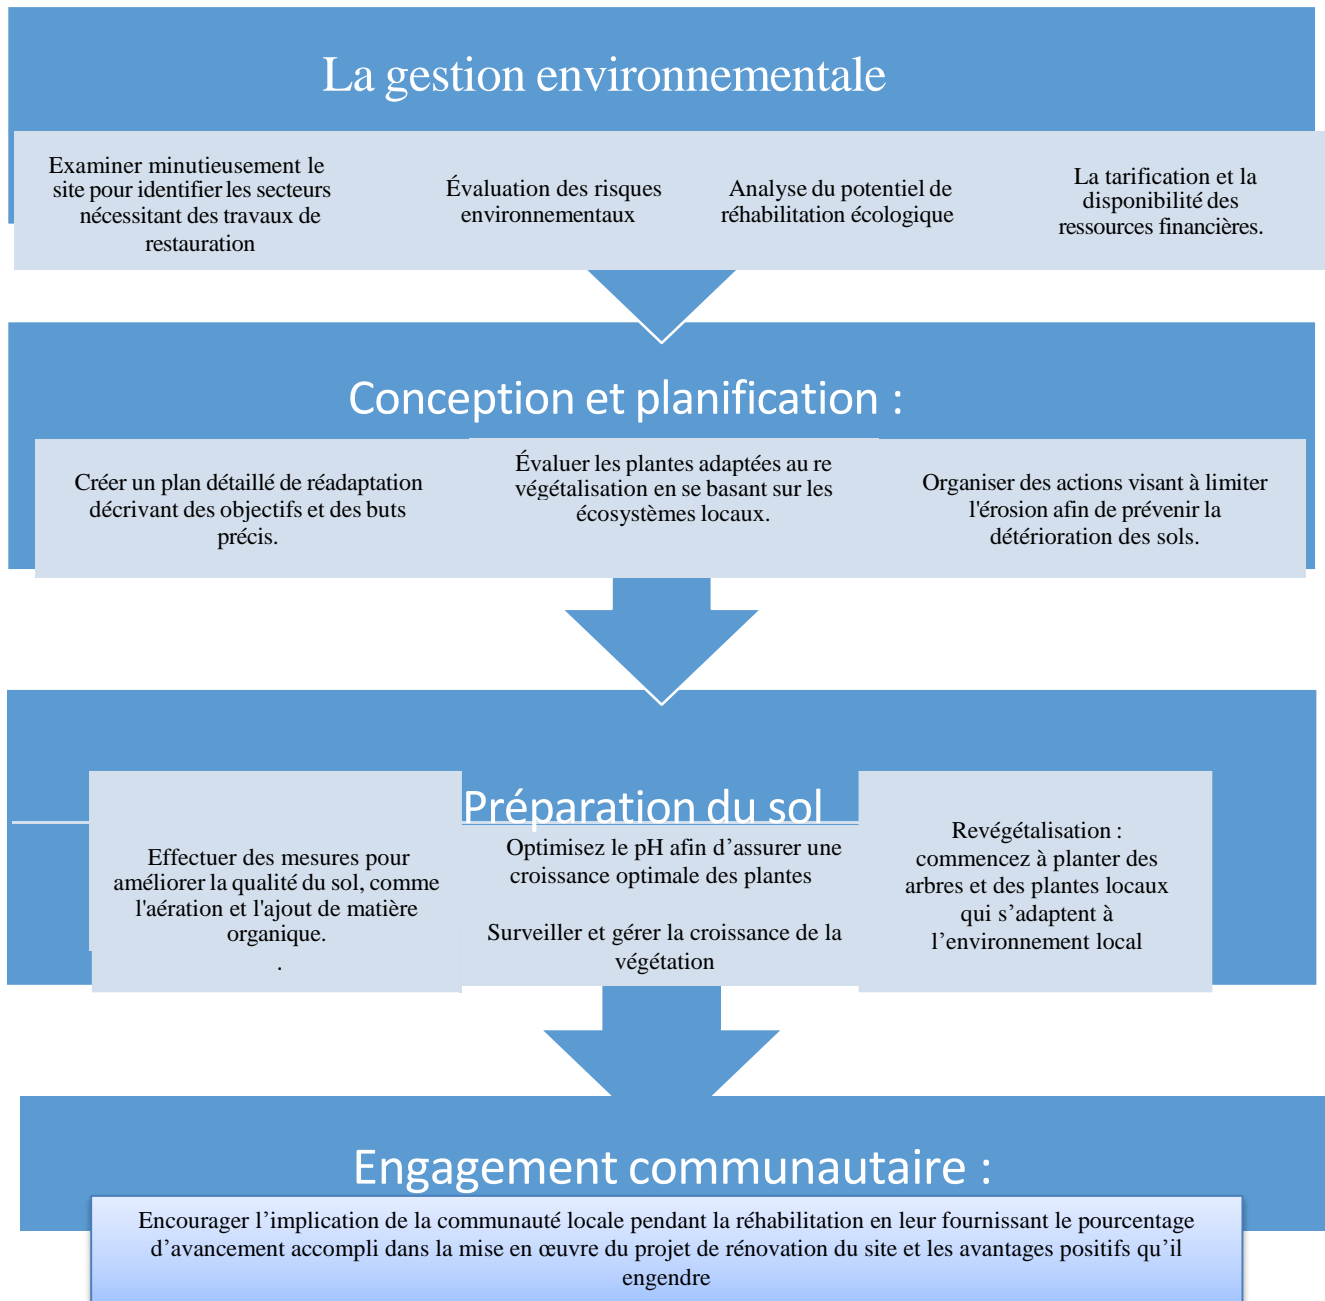 La gestion environnementale
Examiner minutieusement le
site pour identifier les secteurs
nécessitant des travaux de
restauration
Évaluation des risques
environnementaux
Analyse du potentiel de
réhabilitation écologique
La tarification et la
disponibilité des
ressources financières.
Conception et planification :
Créer un plan détaillé de réadaptation
décrivant des objectifs et des buts
précis.
Évaluer les plantes adaptées au re
végétalisation en se basant sur les
écosystèmes locaux.
Organiser des actions visant à limiter
l'érosion afin de prévenir la
détérioration des sols.
Préparation du sol
Effectuer des mesures pour
améliorer la qualité du sol, comme
l'aération et l'ajout de matière
organique.
.
Optimisez le pH afin d’assurer une
croissance optimale des plantes
Surveiller et gérer la croissance de la
végétation
Revégétalisation :
commencez à planter des
arbres et des plantes locaux
qui s’adaptent à
l’environnement local
Engagement communautaire :
Encourager l’implication de la communauté locale pendant la réhabilitation en leur fournissant le pourcentage
d’avancement accompli dans la mise en œuvre du projet de rénovation du site et les avantages positifs qu’il
engendre